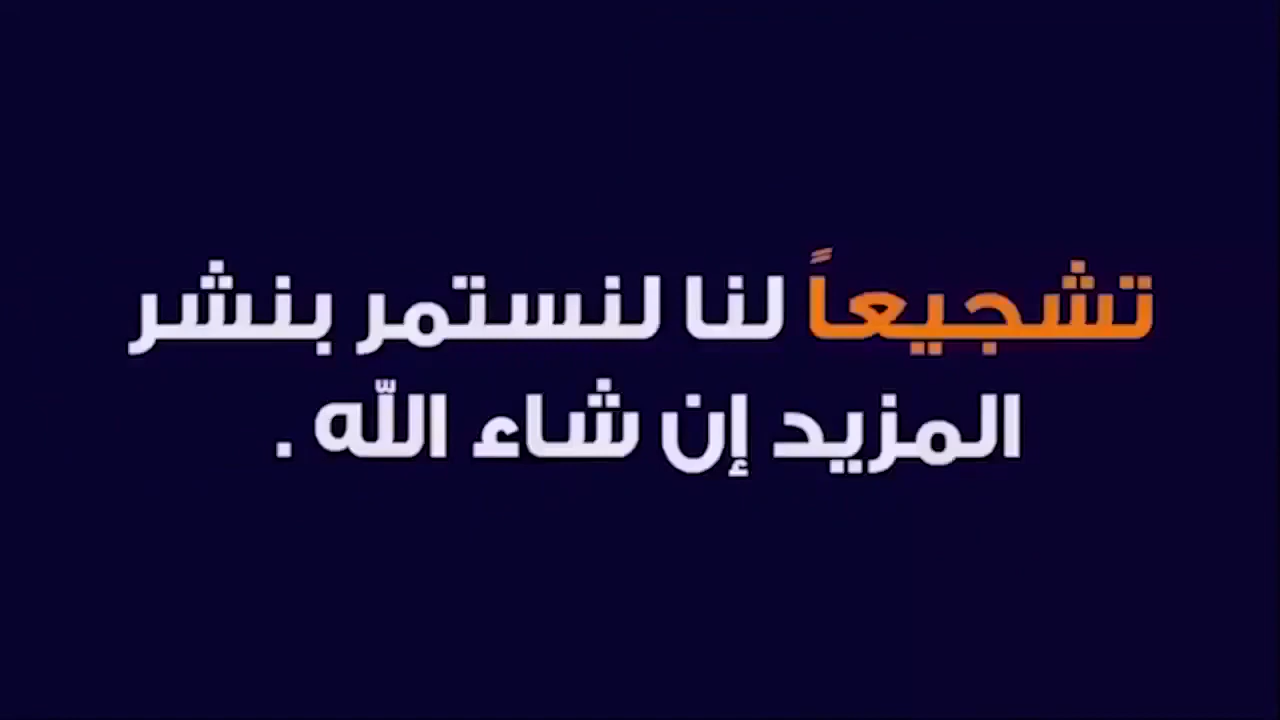 تشجيعاً لنا لنستمر بنشر
المزيد إن شاء اللّه .